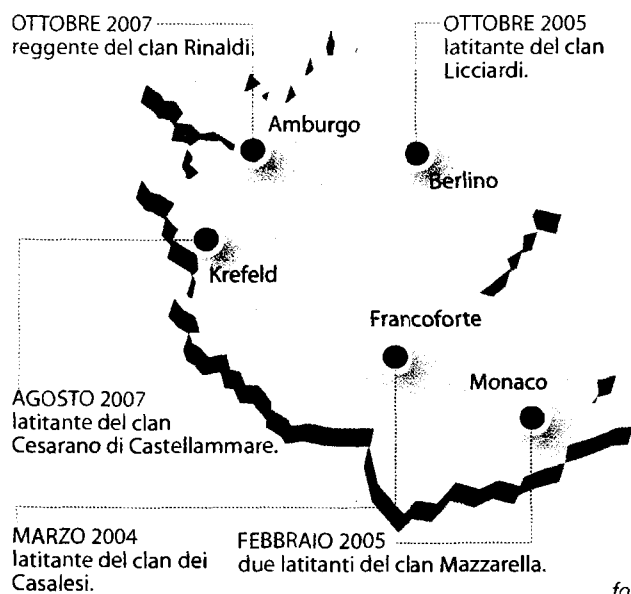 OTTOBRE 2007
reggente del clan Rinaldi.
OTTOBRE 2005
latitante del clan
Licciardi.
Amburgo
Berlino
Krefeld
Francoforte
Monaco
AGOSTO 2007
latitante del clan
Cesarano di Castellammare.
MARZO 2004
latitante del clan dei
Casalesi.
FEBBRAIO 2005
due latitanti del clan Mazzarella.
fo